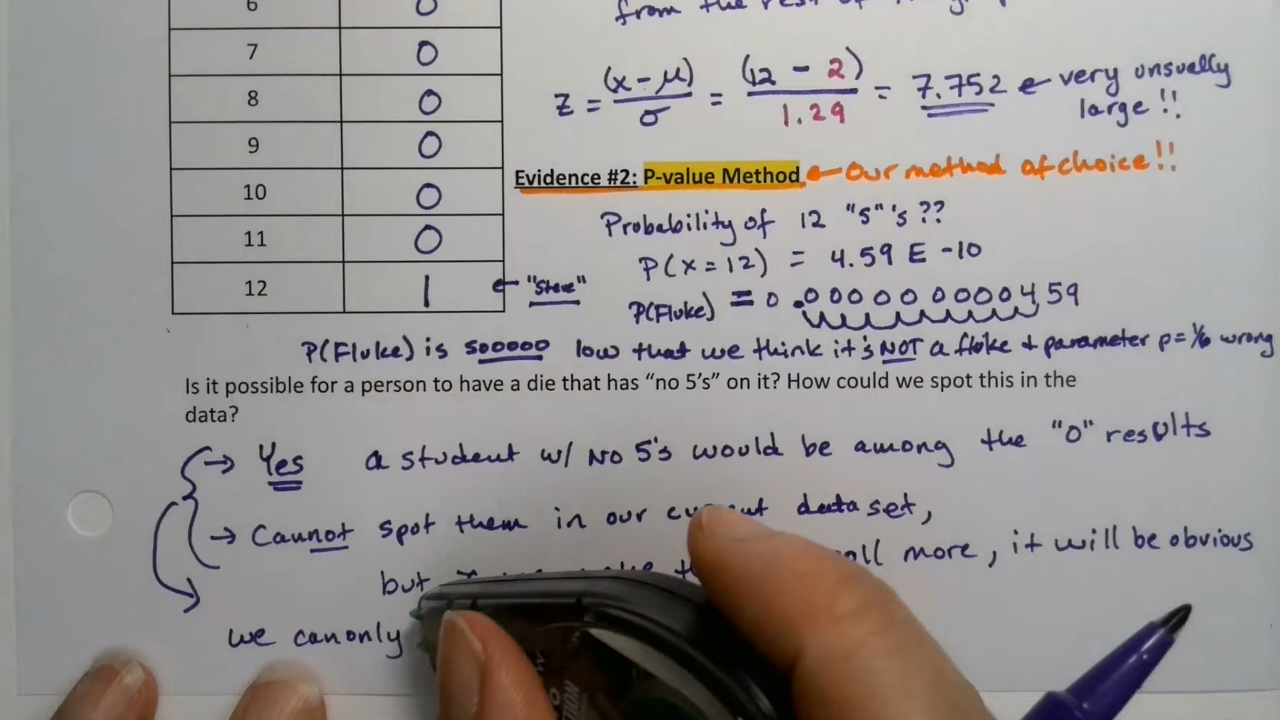 6 0
from the rest of
7 0
8 0
9 0
10 0
11 0
12 1 ← "Steve"
z = (x - μ) / σ = (12 - 2) / 1.29 = 7.752 ← very unsually
large!!
Evidence #2: P-value Method ← Our method of choice!!
Probability of 12 "5"'s ??
P(x=12) = 4.59 E -10
P(Fluke) = 0.000000000459
P(Fluke) is sooooo low that we think it's NOT a fluke + parameter p = 1/6 wrong
Is it possible for a person to have a die that has "no 5's" on it? How could we spot this in the
data?
→ Yes a student w/ No 5's would be among the "0" results
→ Cannot spot them in our data set,
but roll more, it will be obvious
we can only